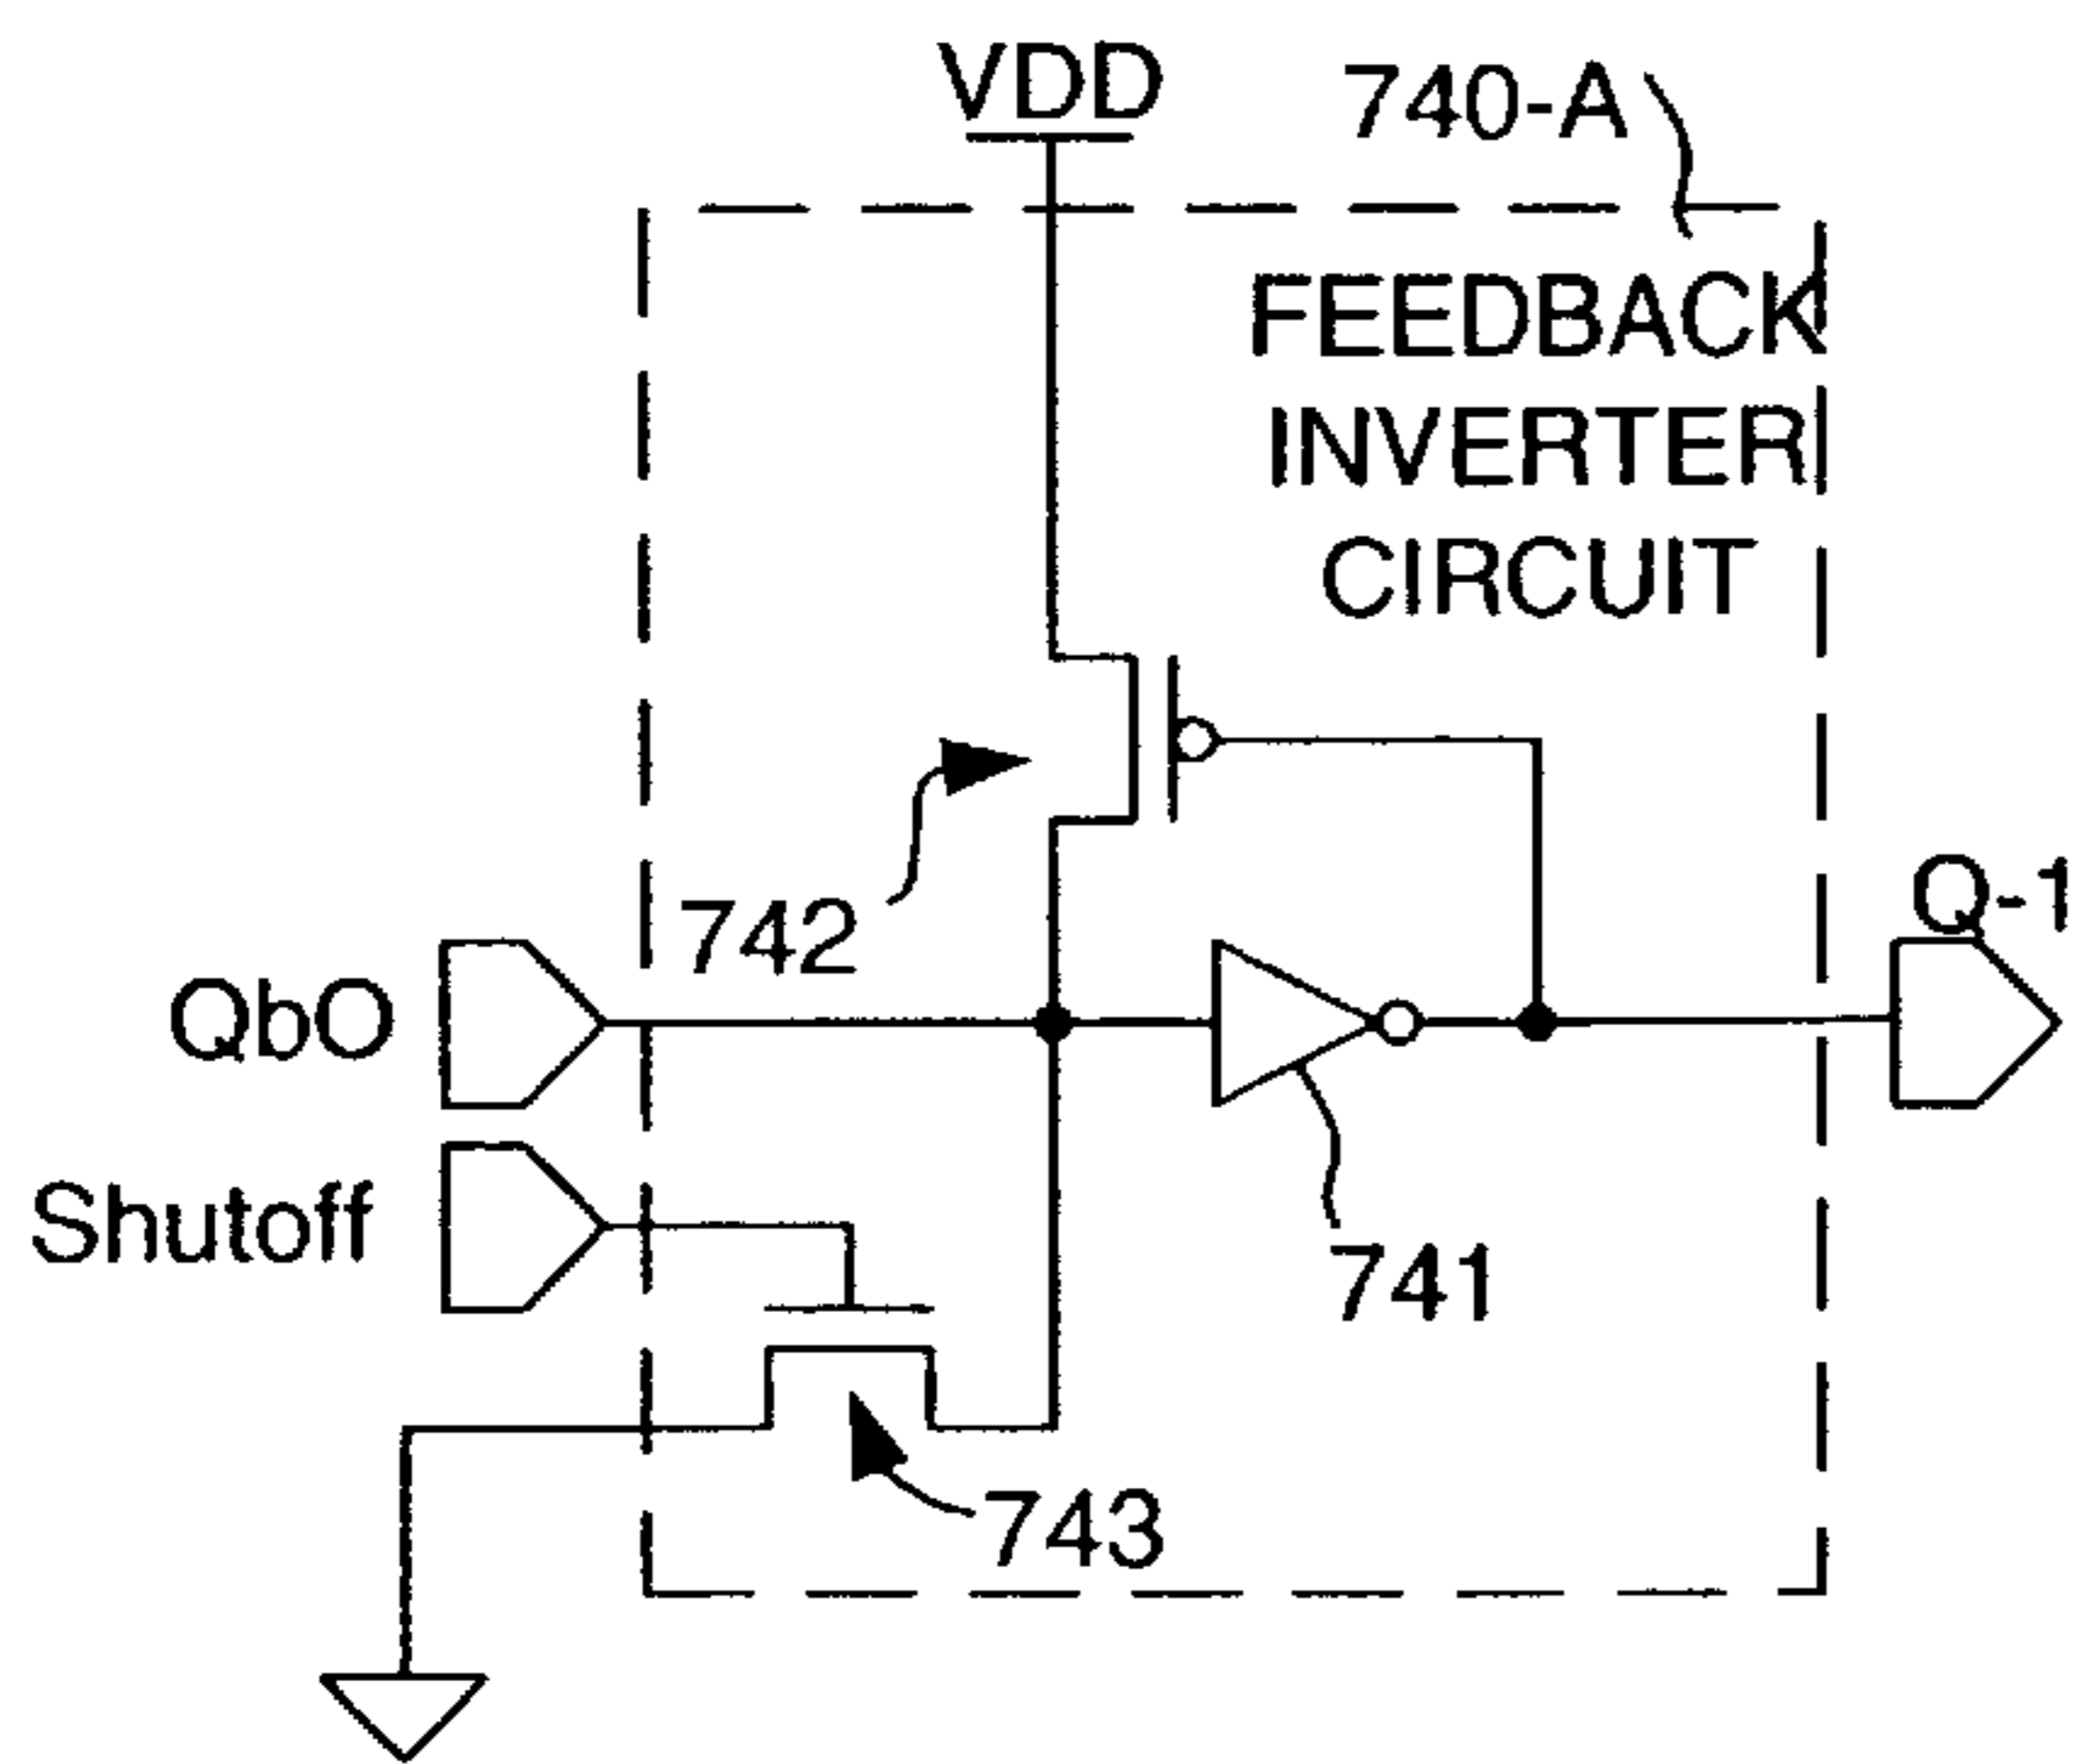 VDD
740-A
FEEDBACK
INVERTER
CIRCUIT
742
Q-1
QbO
Shutoff
741
743